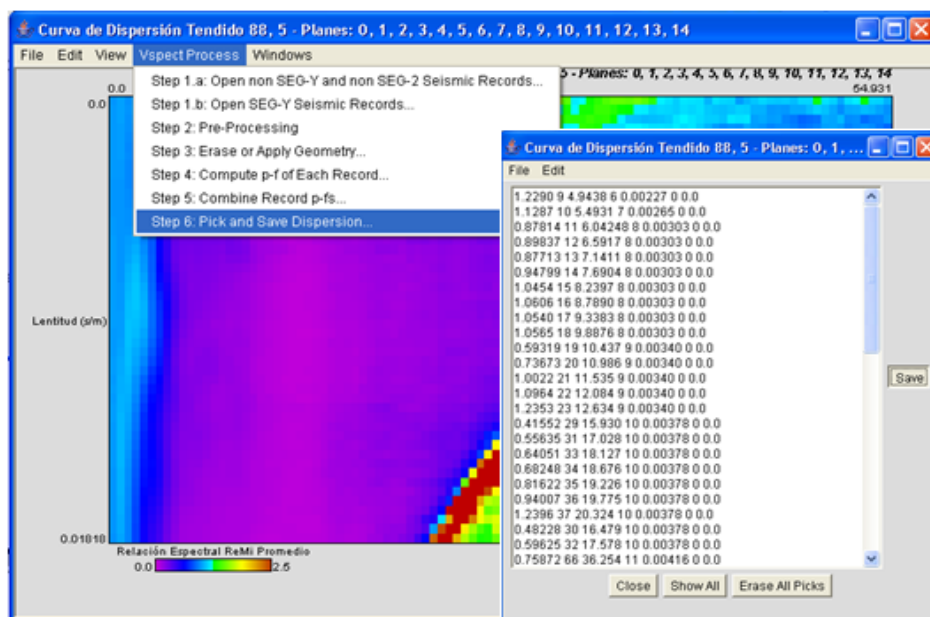 Curva de Dispersión Tendido 88, 5 - Planes: 0, 1, 2, 3, 4, 5, 6, 7, 8, 9, 10, 11, 12, 13, 14
File Edit View Vspect Process Windows
Step 1.a: Open non SEG-Y and non SEG-2 Seismic Records...
Step 1.b: Open SEG-Y Seismic Records...
Step 2: Pre-Processing
Step 3: Erase or Apply Geometry...
Step 4: Compute p-f of Each Record...
Step 5: Combine Record p-fs...
Step 6: Pick and Save Dispersion...
5 - Planes: 0, 1, 2, 3, 4, 5, 6, 7, 8, 9, 10, 11, 12, 13, 14
0.0
54.931
0.0
Lentitud (s/m)
0.01818
Relación Espectral ReMi Promedio
0.0 2.5
Curva de Dispersión Tendido 88, 5 - Planes: 0, 1, ...
File Edit
1.2290 9 4.9438 6 0.00227 0 0.0
1.1287 10 5.4931 7 0.00265 0 0.0
0.87814 11 6.04248 8 0.00303 0 0.0
0.89837 12 6.5917 8 0.00303 0 0.0
0.87713 13 7.1411 8 0.00303 0 0.0
0.94799 14 7.6904 8 0.00303 0 0.0
1.0454 15 8.2397 8 0.00303 0 0.0
1.0606 16 8.7890 8 0.00303 0 0.0
1.0540 17 9.3383 8 0.00303 0 0.0
1.0565 18 9.8876 8 0.00303 0 0.0
0.59319 19 10.437 9 0.00340 0 0.0
0.73673 20 10.986 9 0.00340 0 0.0
1.0022 21 11.535 9 0.00340 0 0.0
1.0964 22 12.084 9 0.00340 0 0.0
1.2353 23 12.634 9 0.00340 0 0.0
0.41552 29 15.930 10 0.00378 0 0.0
0.55635 31 17.028 10 0.00378 0 0.0
0.64051 33 18.127 10 0.00378 0 0.0
0.68248 34 18.676 10 0.00378 0 0.0
0.81622 35 19.226 10 0.00378 0 0.0
0.94007 36 19.775 10 0.00378 0 0.0
1.2396 37 20.324 10 0.00378 0 0.0
0.48228 30 16.479 10 0.00378 0 0.0
0.59625 32 17.578 10 0.00378 0 0.0
0.75872 66 36.254 11 0.00416 0 0.0
Save
Close Show All Erase All Picks